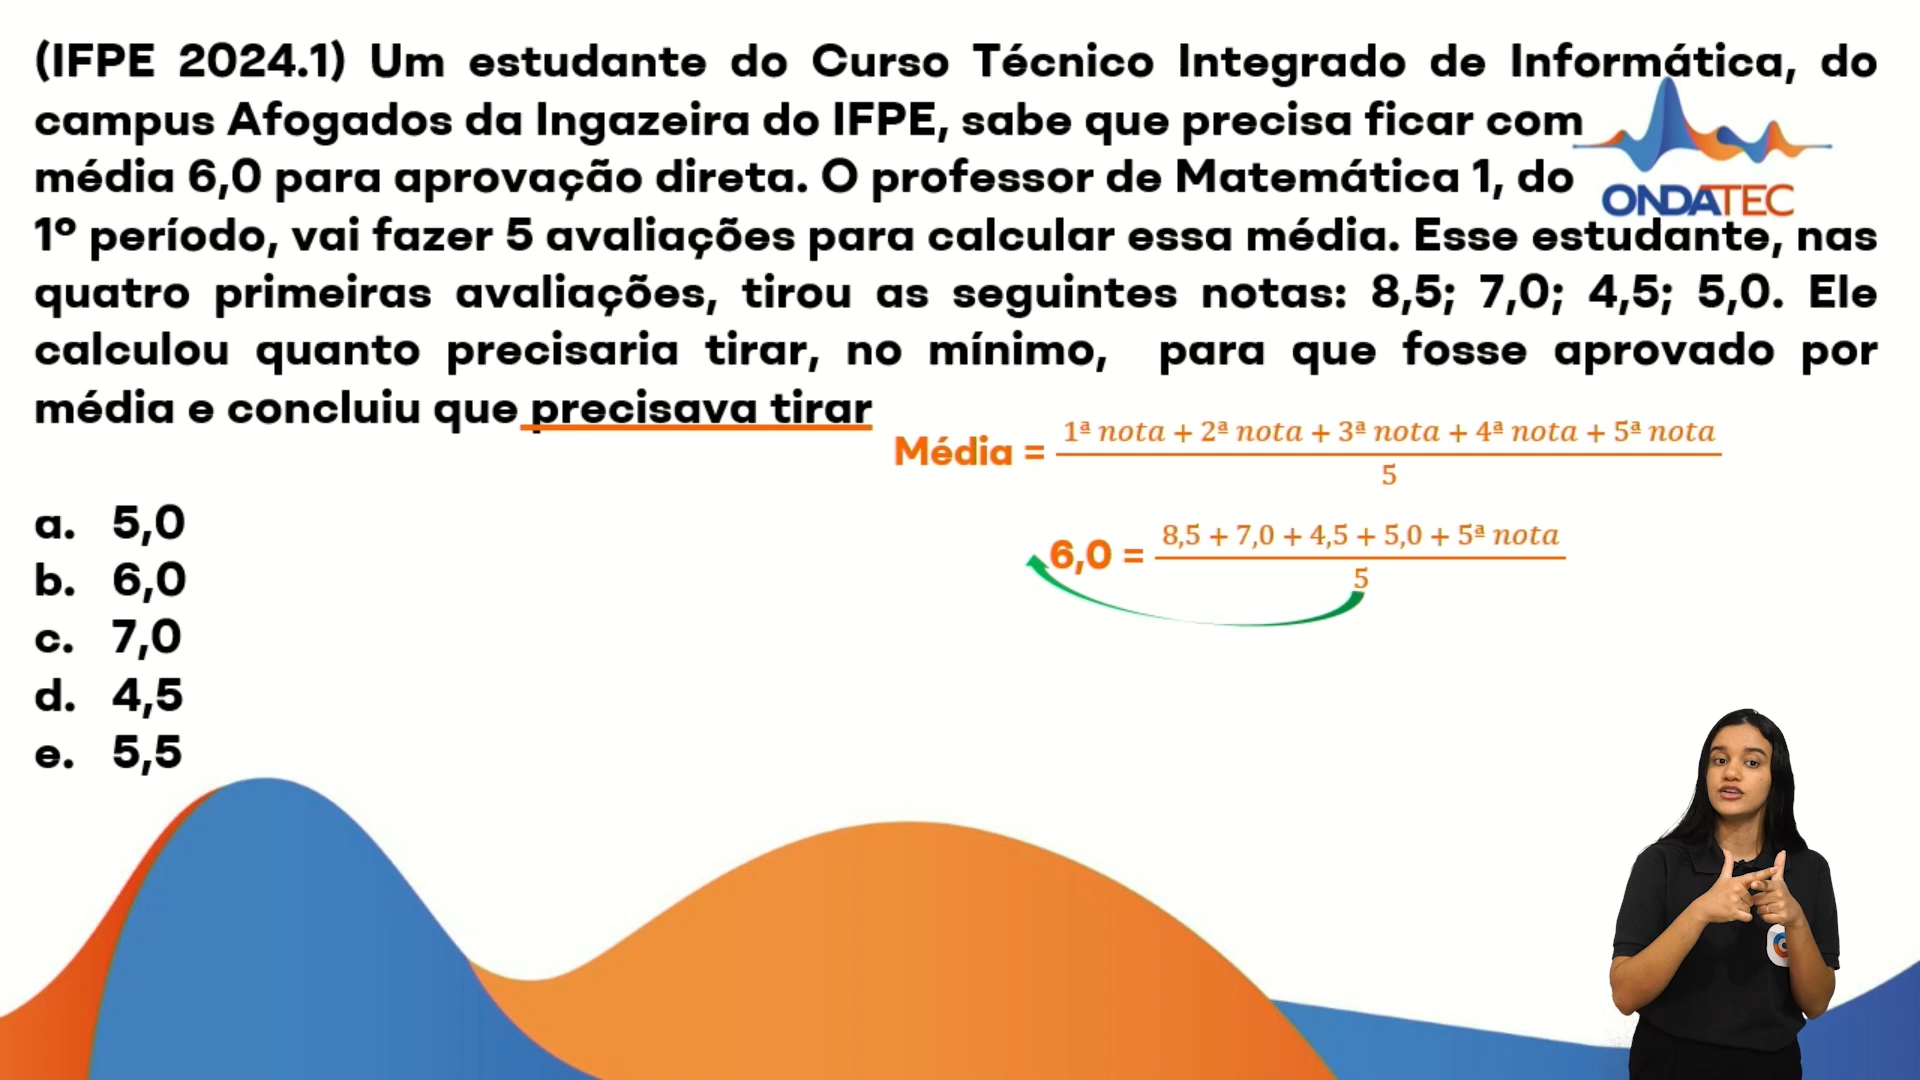 (IFPE 2024.1) Um estudante do Curso Técnico Integrado de Informática, do
campus Afogados da Ingazeira do IFPE, sabe que precisa ficar com
média 6,0 para aprovação direta. O professor de Matemática 1, do
ONDATEC
1º período, vai fazer 5 avaliações para calcular essa média. Esse estudante, nas
quatro primeiras avaliações, tirou as seguintes notas: 8,5; 7,0; 4,5; 5,0. Ele
calculou quanto precisaria tirar, no mínimo, para que fosse aprovado por
média e concluiu que precisava tirar
Média = 1ª nota + 2ª nota + 3ª nota + 4ª nota + 5ª nota
5
6,0 = 8,5 + 7,0 + 4,5 + 5,0 + 5ª nota
5
a. 5,0
b. 6,0
c. 7,0
d. 4,5
e. 5,5